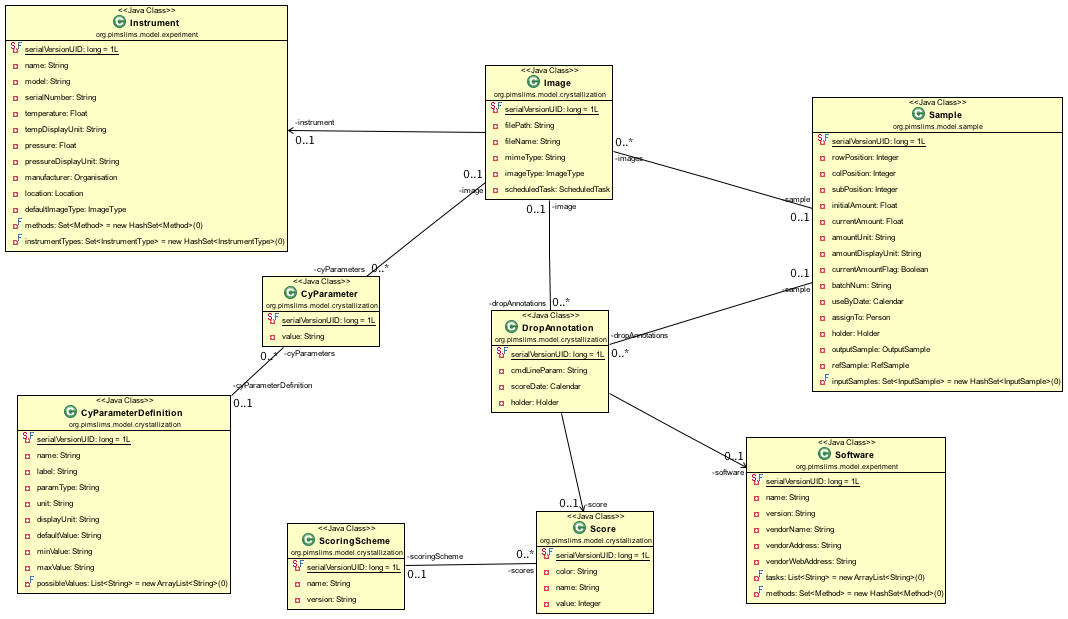 <<Java Class>>
Instrument
org.pimslims.model.experiment
serialVersionUID: long = 1L
name: String
model: String
serialNumber: String
temperature: Float
tempDisplayUnit: String
pressure: Float
pressureDisplayUnit: String
manufacturer: Organisation
location: Location
defaultImageType: ImageType
methods: Set<Method> = new HashSet<Method>(0)
instrumentTypes: Set<InstrumentType> = new HashSet<InstrumentType>(0)
-instrument
0..1
<<Java Class>>
Image
org.pimslims.model.crystallization
serialVersionUID: long = 1L
filePath: String
fileName: String
mimeType: String
imageType: ImageType
scheduledTask: ScheduledTask
0..*
-images
-sample
0..1
<<Java Class>>
Sample
org.pimslims.model.sample
serialVersionUID: long = 1L
rowPosition: Integer
colPosition: Integer
subPosition: Integer
initialAmount: Float
currentAmount: Float
amountUnit: String
amountDisplayUnit: String
currentAmountFlag: Boolean
batchNum: String
useByDate: Calendar
assignTo: Person
holder: Holder
outputSample: OutputSample
refSample: RefSample
inputSamples: Set<InputSample> = new HashSet<InputSample>(0)
0..1
-image
0..1
-image
-cyParameters
0..*
0..1
-sample
<<Java Class>>
CyParameter
org.pimslims.model.crystallization
serialVersionUID: long = 1L
value: String
-dropAnnotations
0..*
<<Java Class>>
DropAnnotation
org.pimslims.model.crystallization
serialVersionUID: long = 1L
cmdLineParam: String
scoreDate: Calendar
holder: Holder
-dropAnnotations
0..*
0..*
-cyParameters
-cyParameterDefinition
0..1
<<Java Class>>
CyParameterDefinition
org.pimslims.model.crystallization
serialVersionUID: long = 1L
name: String
label: String
paramType: String
unit: String
displayUnit: String
defaultValue: String
minValue: String
maxValue: String
possibleValues: List<String> = new ArrayList<String>(0)
0..1
-software
<<Java Class>>
Software
org.pimslims.model.experiment
serialVersionUID: long = 1L
name: String
version: String
vendorName: String
vendorAddress: String
vendorWebAddress: String
tasks: List<String> = new ArrayList<String>(0)
methods: Set<Method> = new HashSet<Method>(0)
0..1
-score
<<Java Class>>
ScoringScheme
org.pimslims.model.crystallization
serialVersionUID: long = 1L
name: String
version: String
-scoringScheme
0..1
0..*
-scores
<<Java Class>>
Score
org.pimslims.model.crystallization
serialVersionUID: long = 1L
color: String
name: String
value: Integer